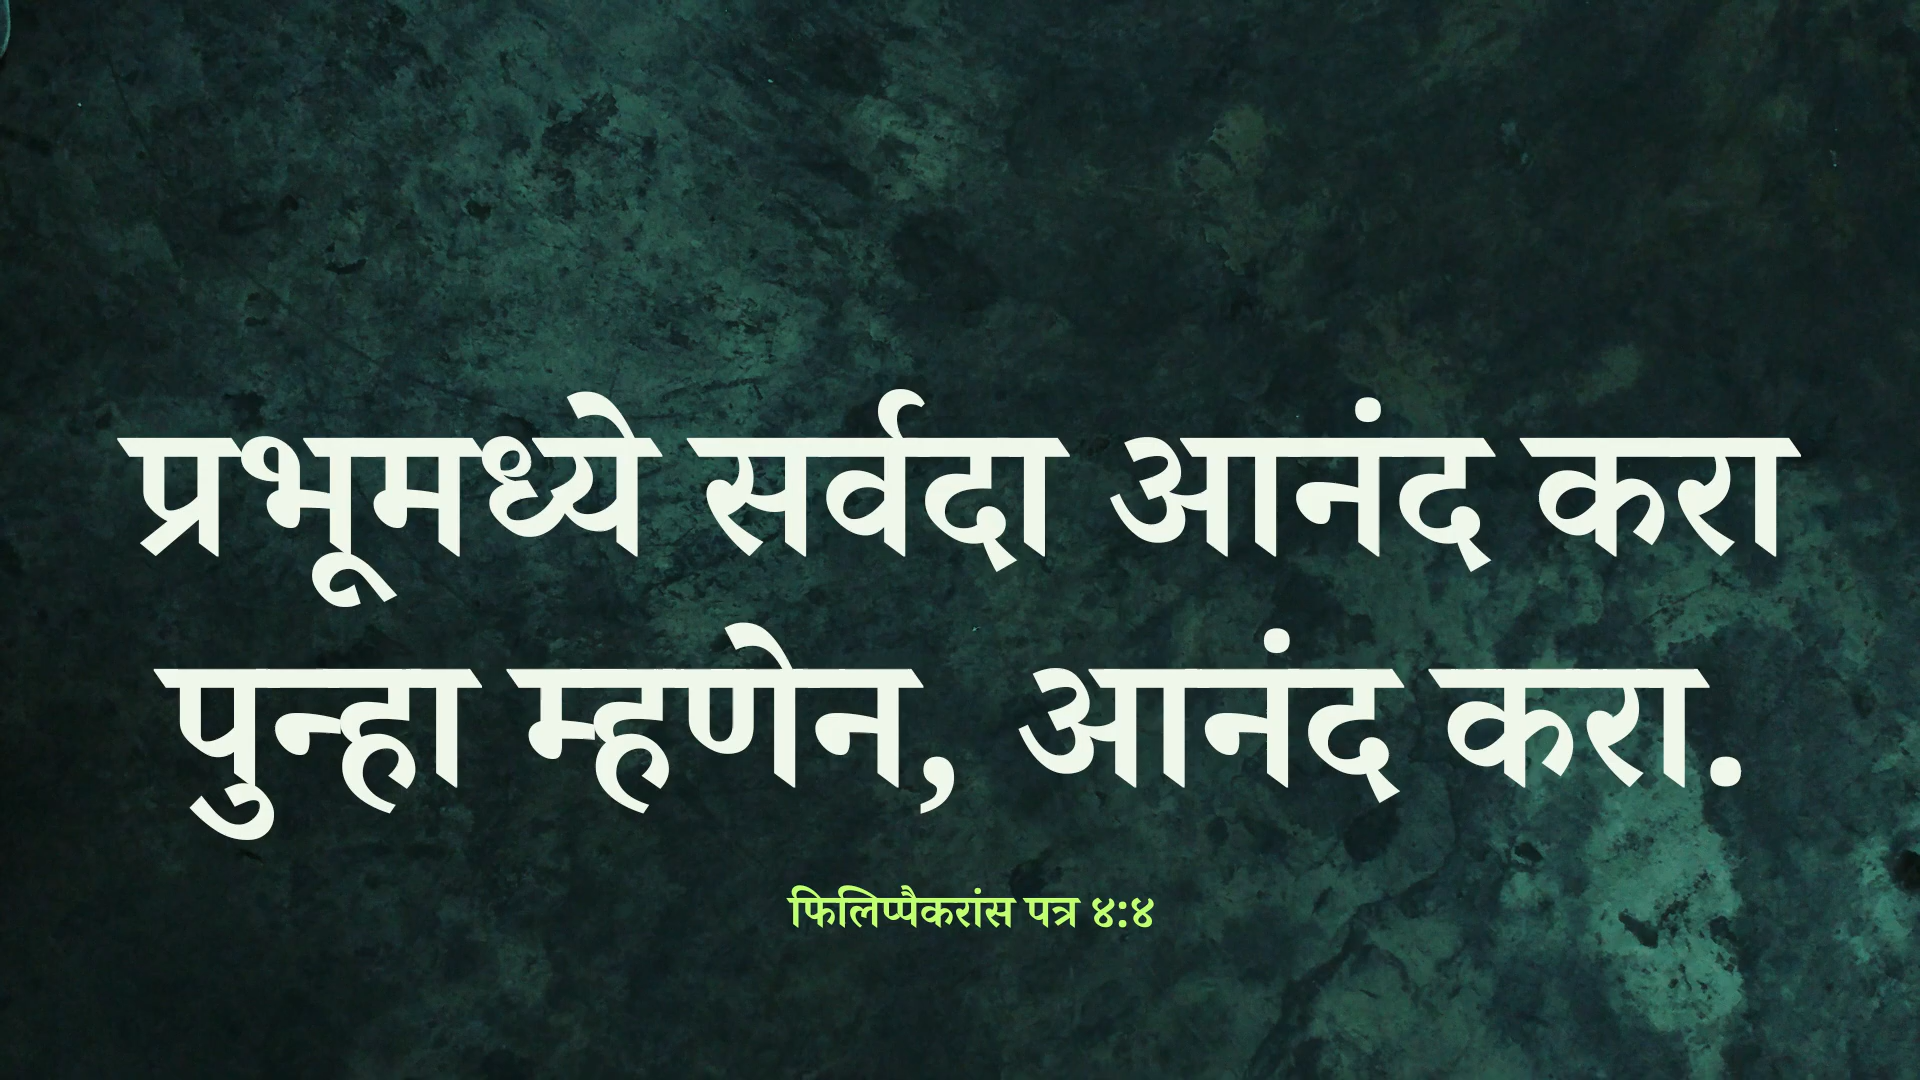 प्रभूमध्ये सर्वदा आनंद करा
पुन्हा म्हणेन, आनंद करा.
फिलिप्पैकरांस पत्र ४:४